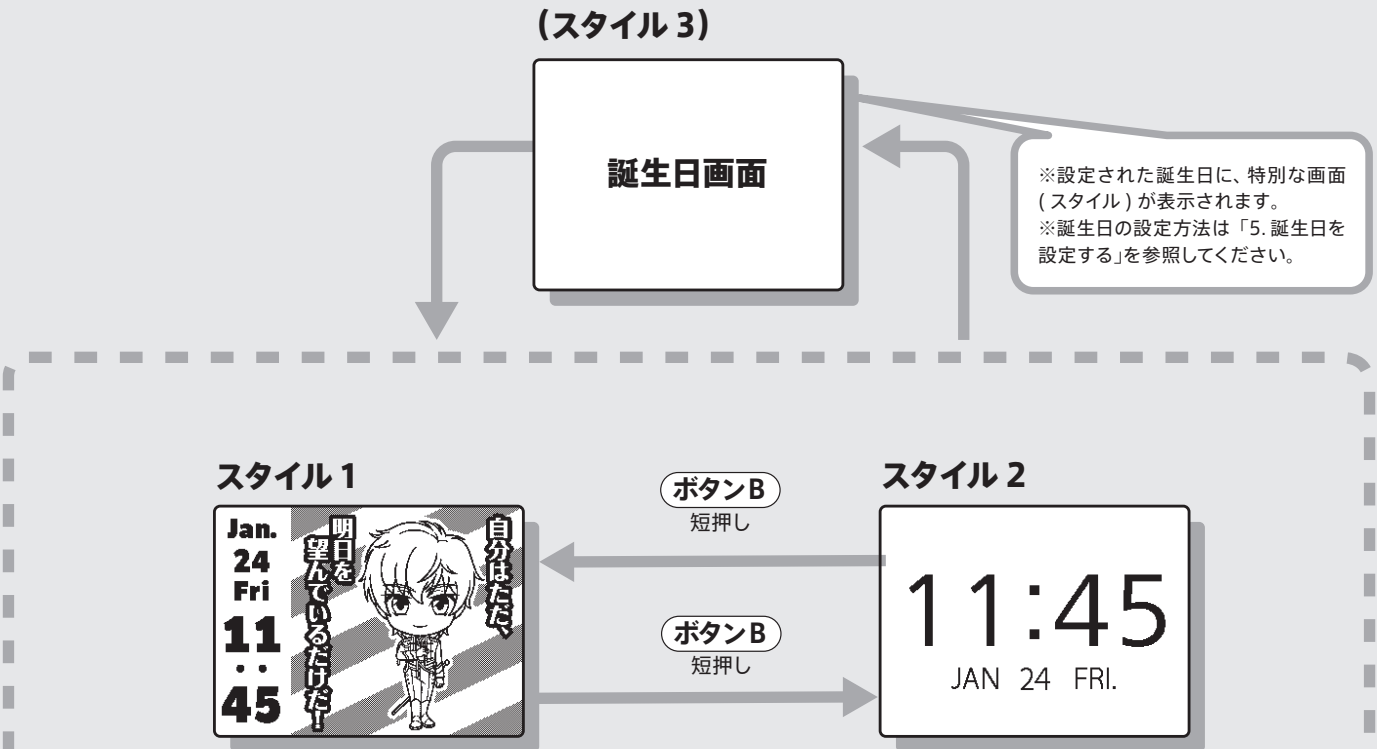 (スタイル 3)
誕生日画面
※設定された誕生日に、特別な画面
( スタイル ) が表示されます。
※誕生日の設定方法は「5. 誕生日を
設定する」を参照してください。
スタイル 1
Jan.
24
Fri
11
:
45
自分はただ、
明日を
望んでいるだけだ!
ボタンB
短押し
ボタンB
短押し
スタイル 2
11:45
JAN 24 FRI.